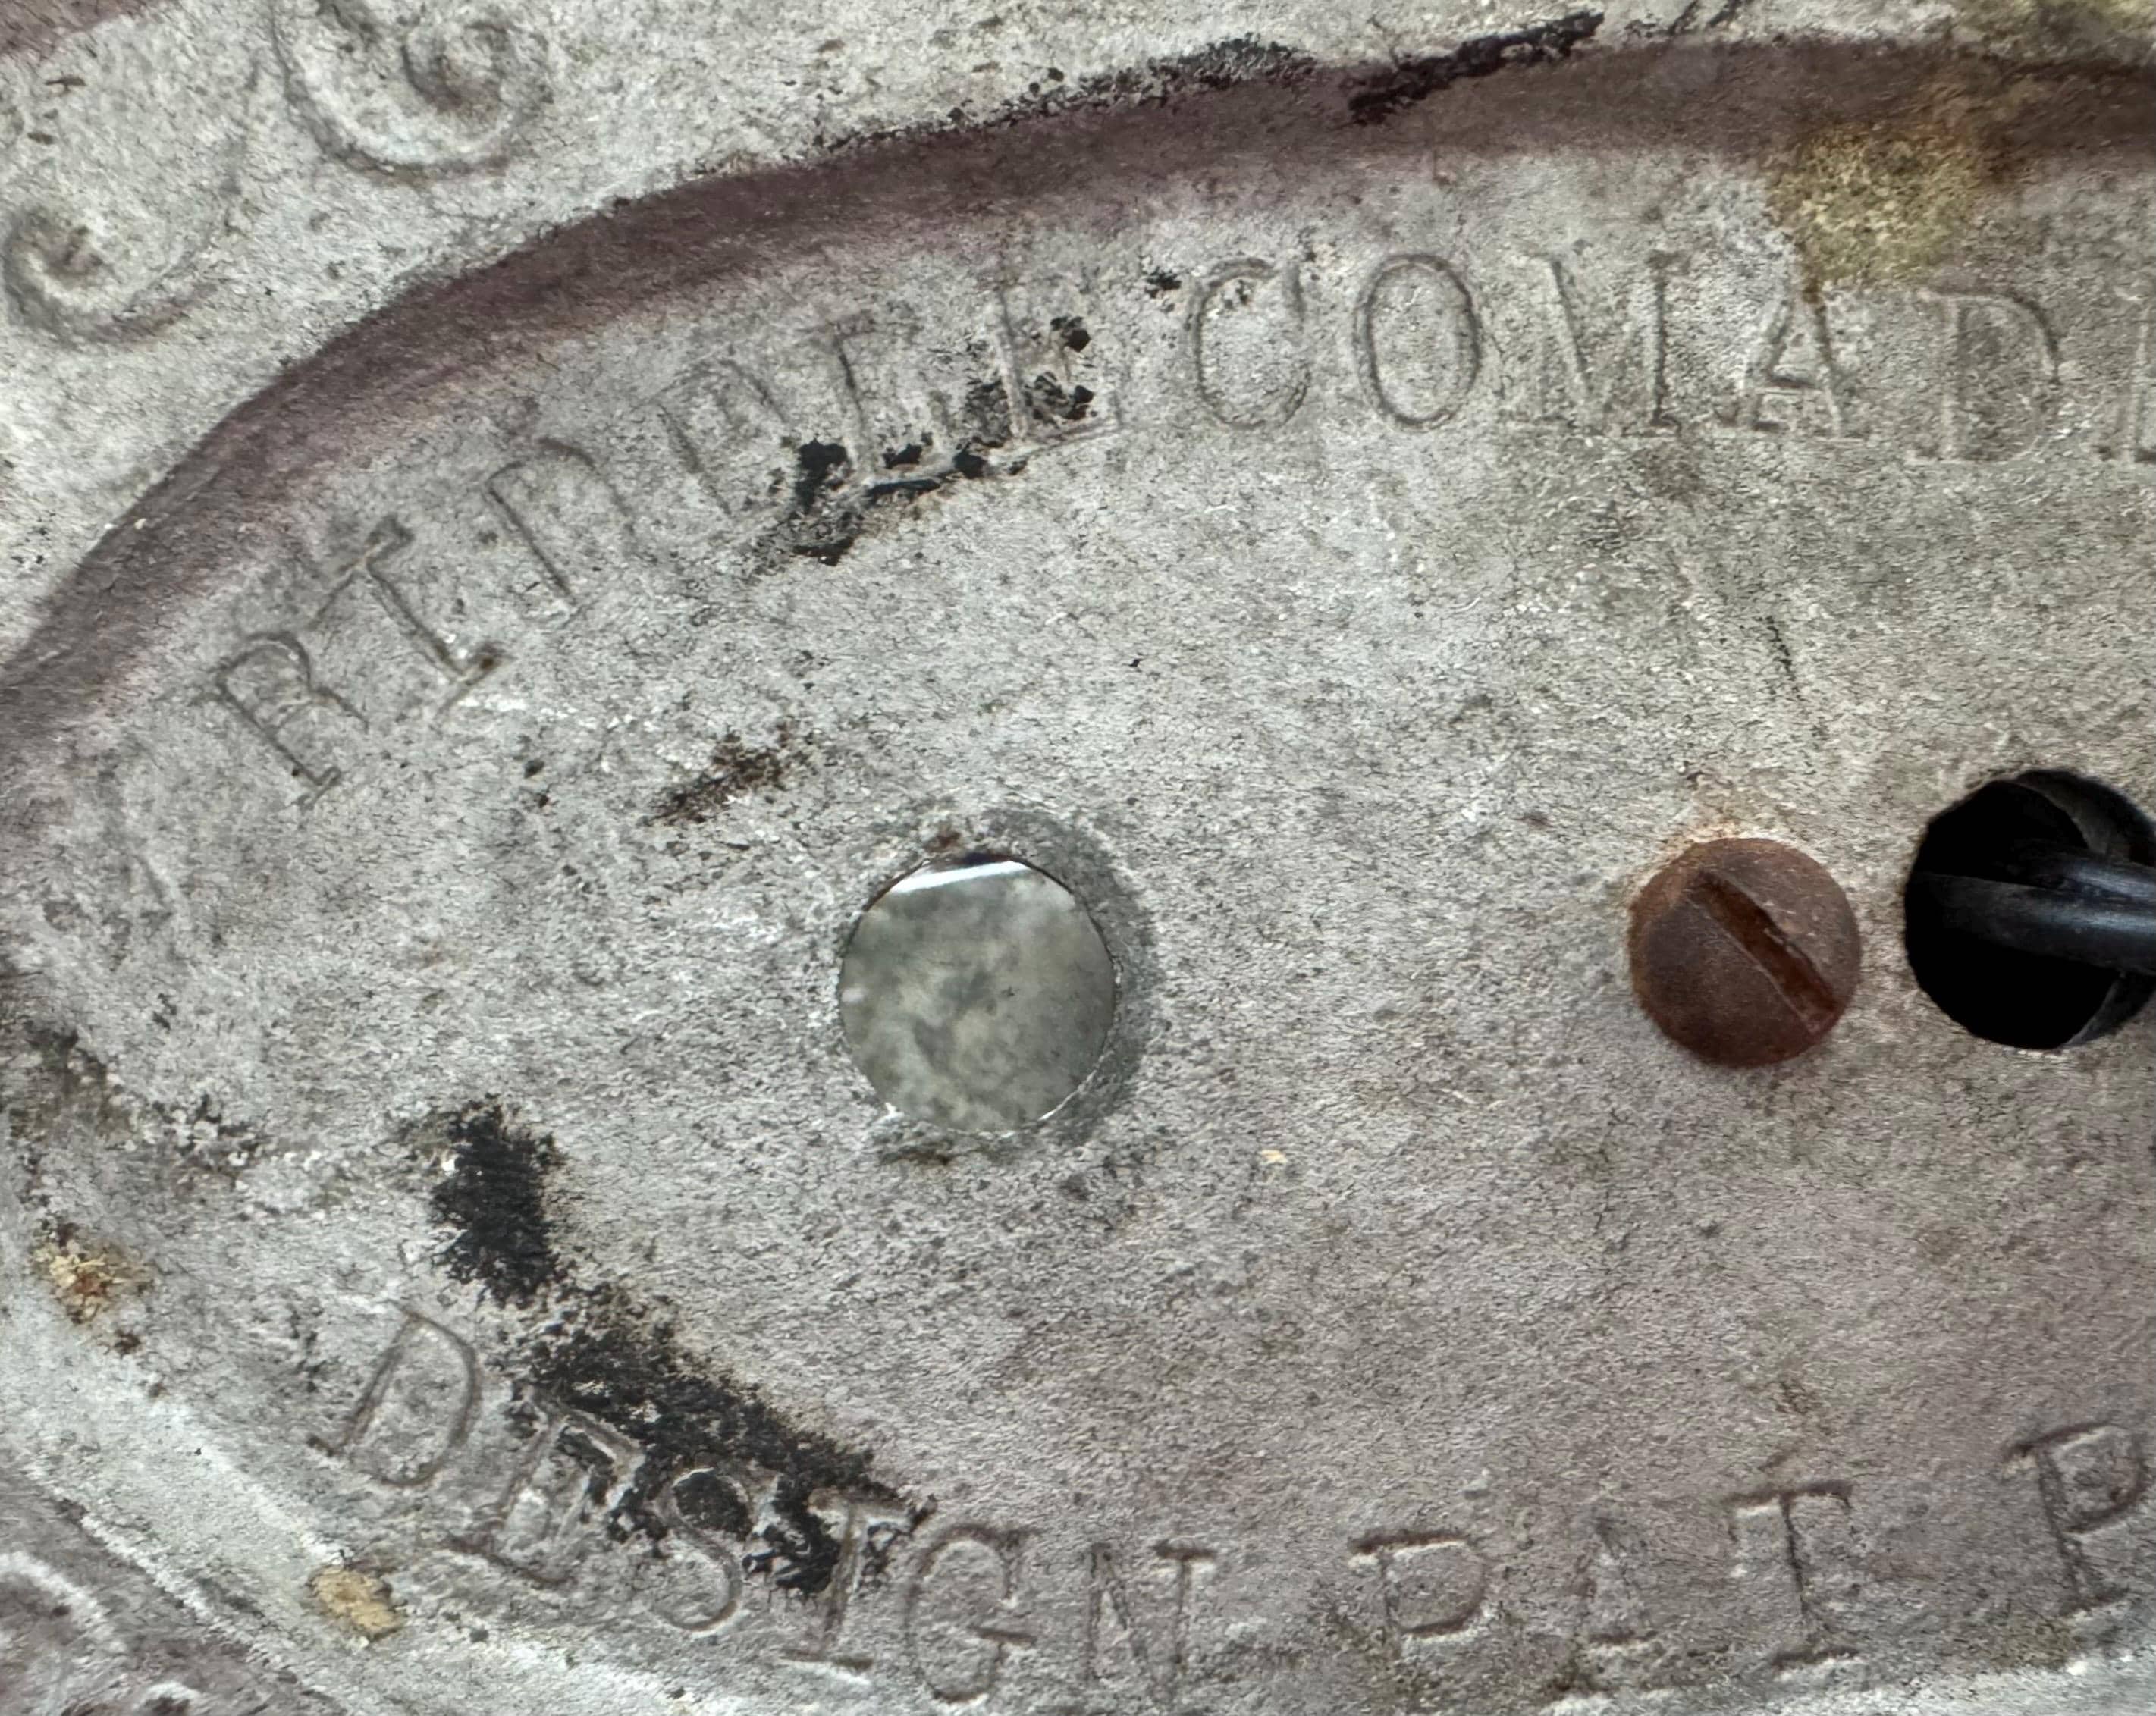 RIDDLE CO MADE
DESIGN PAT P